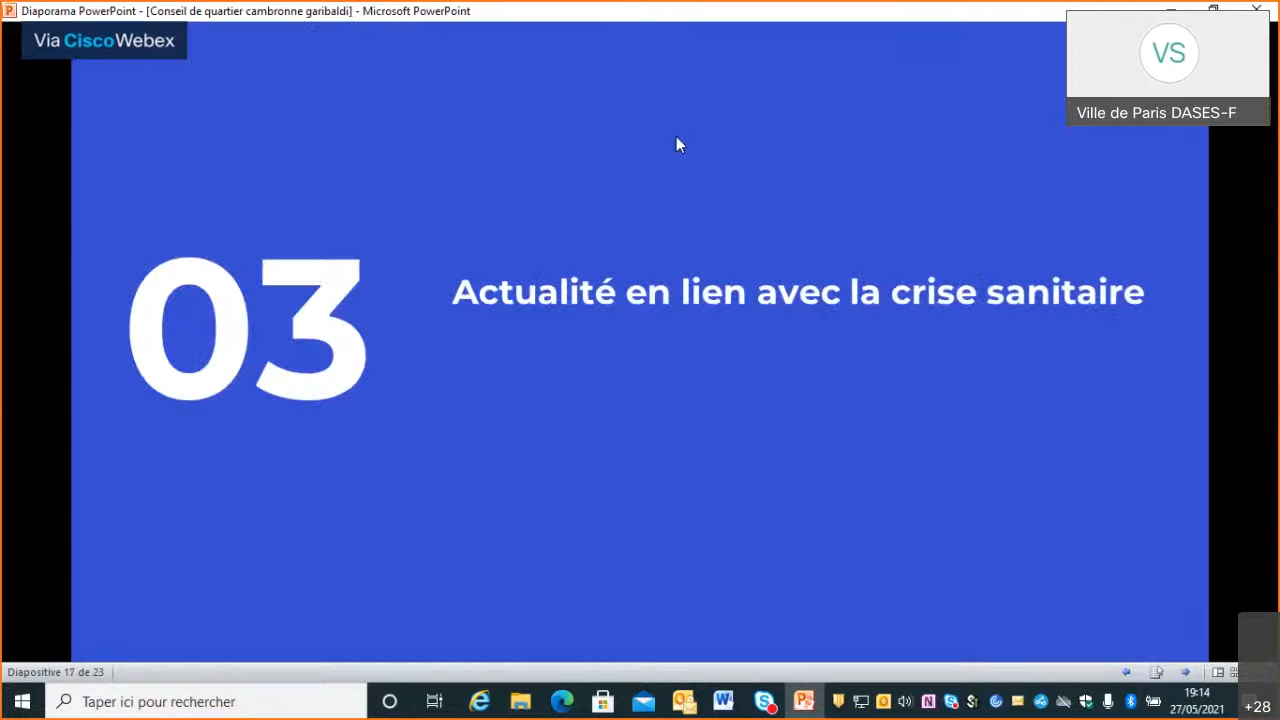 Diaporama PowerPoint - [Conseil de quartier cambronne garibaldi] - Microsoft PowerPoint
Via CiscoWebex
VS
Ville de Paris DASES-F
03
Actualité en lien avec la crise sanitaire
Diapositive 17 de 23
Taper ici pour rechercher
19:14
27/05/2021
+28